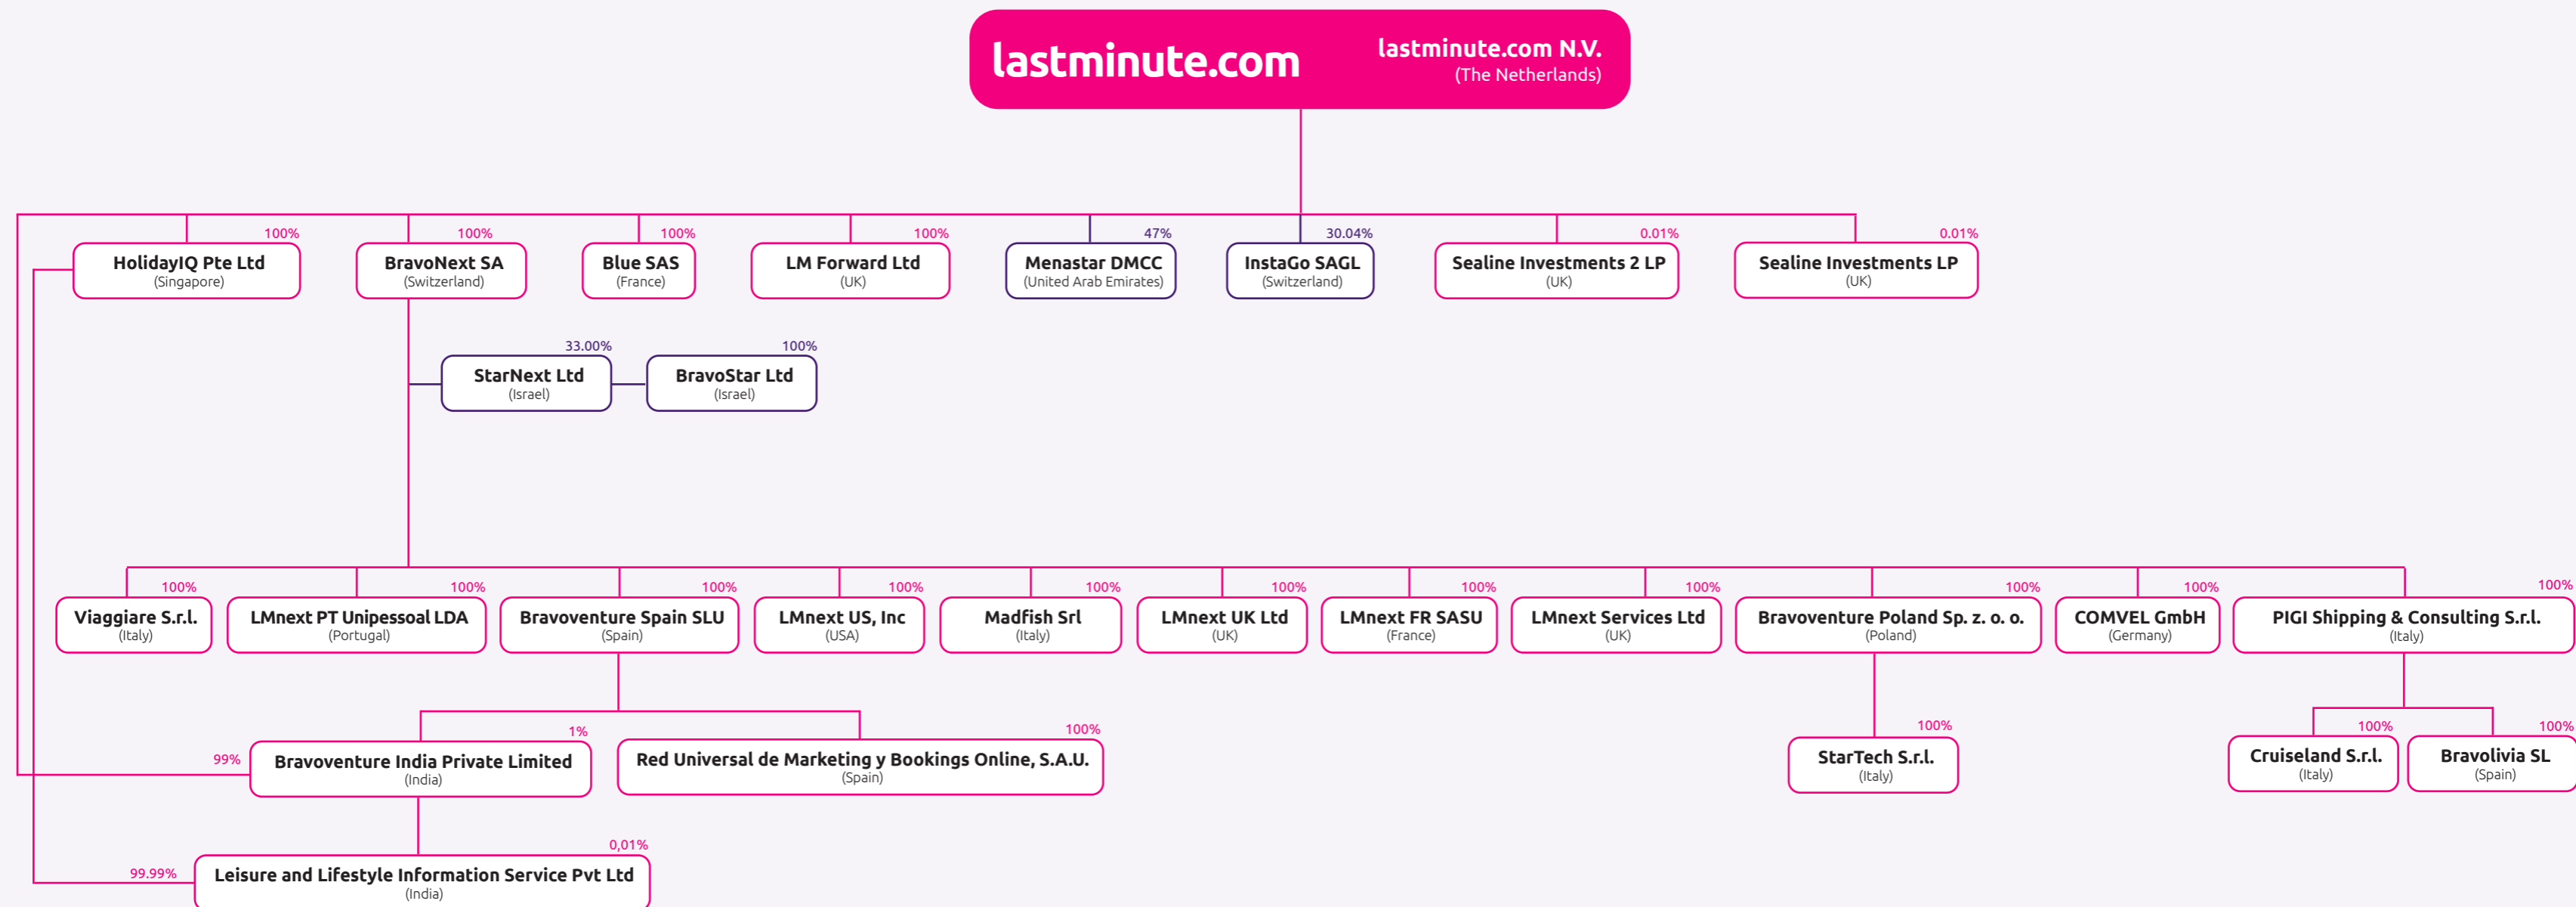 lastminute.com
lastminute.com N.V.
(The Netherlands)
100%
HolidayIQ Pte Ltd
(Singapore)
100%
BravoNext SA
(Switzerland)
100%
Blue SAS
(France)
100%
LM Forward Ltd
(UK)
47%
Menastar DMCC
(United Arab Emirates)
30.04%
InstaGo SAGL
(Switzerland)
0.01%
Sealine Investments 2 LP
(UK)
0.01%
Sealine Investments LP
(UK)
33.00%
StarNext Ltd
(Israel)
100%
BravoStar Ltd
(Israel)
100%
Viaggiare S.r.l.
(Italy)
100%
LMnext PT Unipessoal LDA
(Portugal)
100%
Bravoventure Spain SLU
(Spain)
100%
LMnext US, Inc
(USA)
100%
Madfish Srl
(Italy)
100%
LMnext UK Ltd
(UK)
100%
LMnext FR SASU
(France)
100%
LMnext Services Ltd
(UK)
100%
Bravoventure Poland Sp. z. o. o.
(Poland)
100%
COMVEL GmbH
(Germany)
100%
PIGI Shipping & Consulting S.r.l.
(Italy)
99%
1%
Bravoventure India Private Limited
(India)
100%
Red Universal de Marketing y Bookings Online, S.A.U.
(Spain)
100%
StarTech S.r.l.
(Italy)
100%
Cruiseland S.r.l.
(Italy)
100%
Bravolivia SL
(Spain)
99.99%
0,01%
Leisure and Lifestyle Information Service Pvt Ltd
(India)